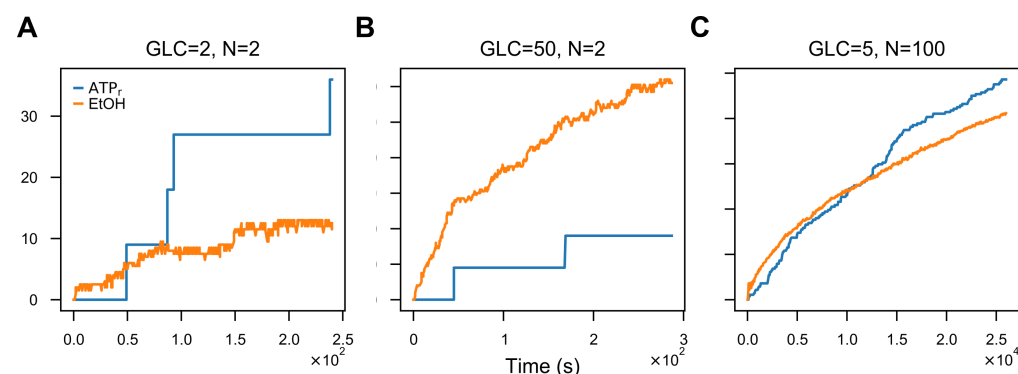 A
B
C
GLC=2, N=2
GLC=50, N=2
GLC=5, N=100
ATPr
EtOH
30
20
10
0
0.0 0.5 1.0 1.5 2.0 2.5
×10²
0 1 2 3
×10²
0.0 0.5 1.0 1.5 2.0 2.5
×10⁴
Time (s)